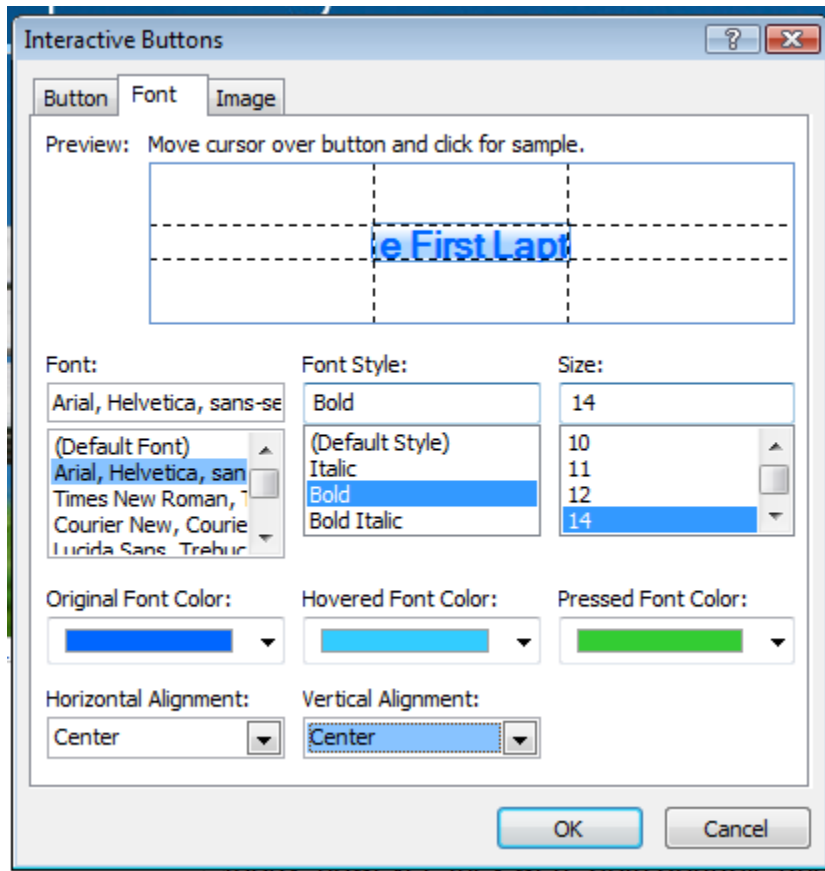 Interactive Buttons
Button Font Image
Preview: Move cursor over button and click for sample.
e First Lapt
Font: Font Style: Size:
Arial, Helvetica, sans-se Bold 14
(Default Font) (Default Style) 10
Arial, Helvetica, san Italic 11
Times New Roman, T Bold 12
Courier New, Courie Bold Italic 14
Lucida Sans, Trebuc
Original Font Color: Hovered Font Color: Pressed Font Color:
Horizontal Alignment: Vertical Alignment:
Center Center
OK Cancel